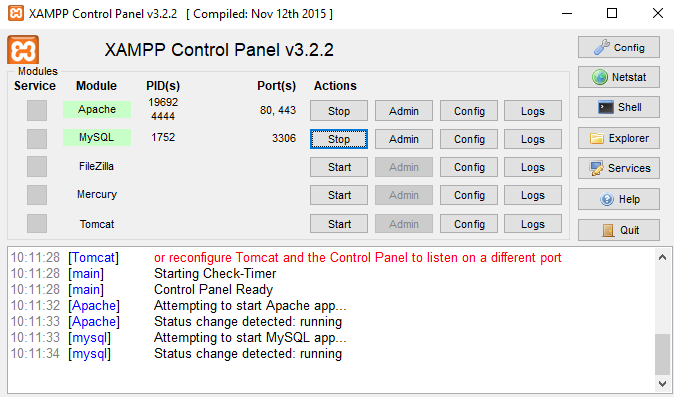 XAMPP Control Panel v3.2.2 [ Compiled: Nov 12th 2015 ]
XAMPP Control Panel v3.2.2
Config
Modules
Service Module PID(s) Port(s) Actions
Netstat
Apache 19692 4444 80, 443 Stop Admin Config Logs
Shell
MySQL 1752 3306 Stop Admin Config Logs
Explorer
FileZilla Start Admin Config Logs
Services
Mercury Start Admin Config Logs
Help
Tomcat Start Admin Config Logs
Quit
10:11:28 [Tomcat] or reconfigure Tomcat and the Control Panel to listen on a different port
10:11:28 [main] Starting Check-Timer
10:11:28 [main] Control Panel Ready
10:11:32 [Apache] Attempting to start Apache app...
10:11:33 [Apache] Status change detected: running
10:11:33 [mysql] Attempting to start MySQL app...
10:11:34 [mysql] Status change detected: running